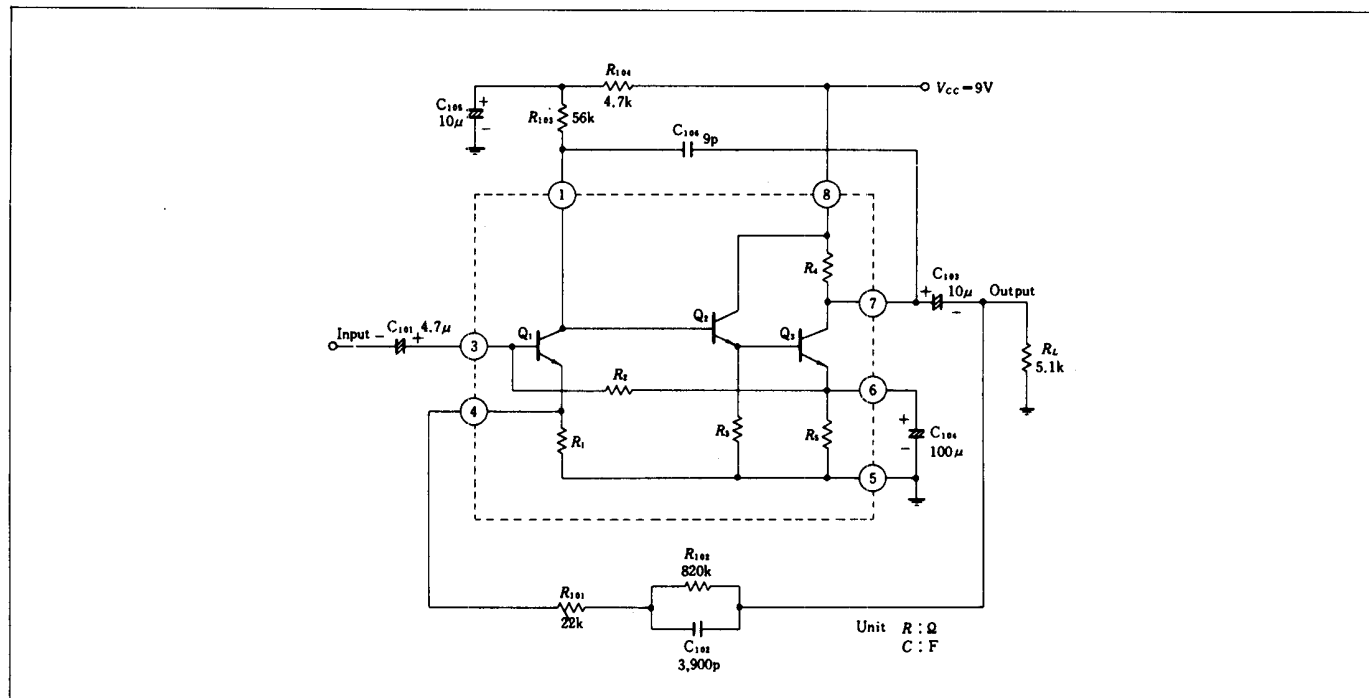 R₁₀₄
4.7k
V_CC=9V
C₁₀₅
10μ
+
−
R₁₀₃
56k
C₁₀₆
9p
1
8
R₄
C₁₀₃
10μ
+
−
Output
7
Input
−
C₁₀₁
+
4.7μ
3
Q₁
Q₂
Q₃
R_L
5.1k
R₂
6
4
R₁
R₃
R₅
+
−
C₁₀₄
100μ
5
R₁₀₂
820k
R₁₀₁
22k
C₁₀₂
3,900p
Unit R : Ω
C : F